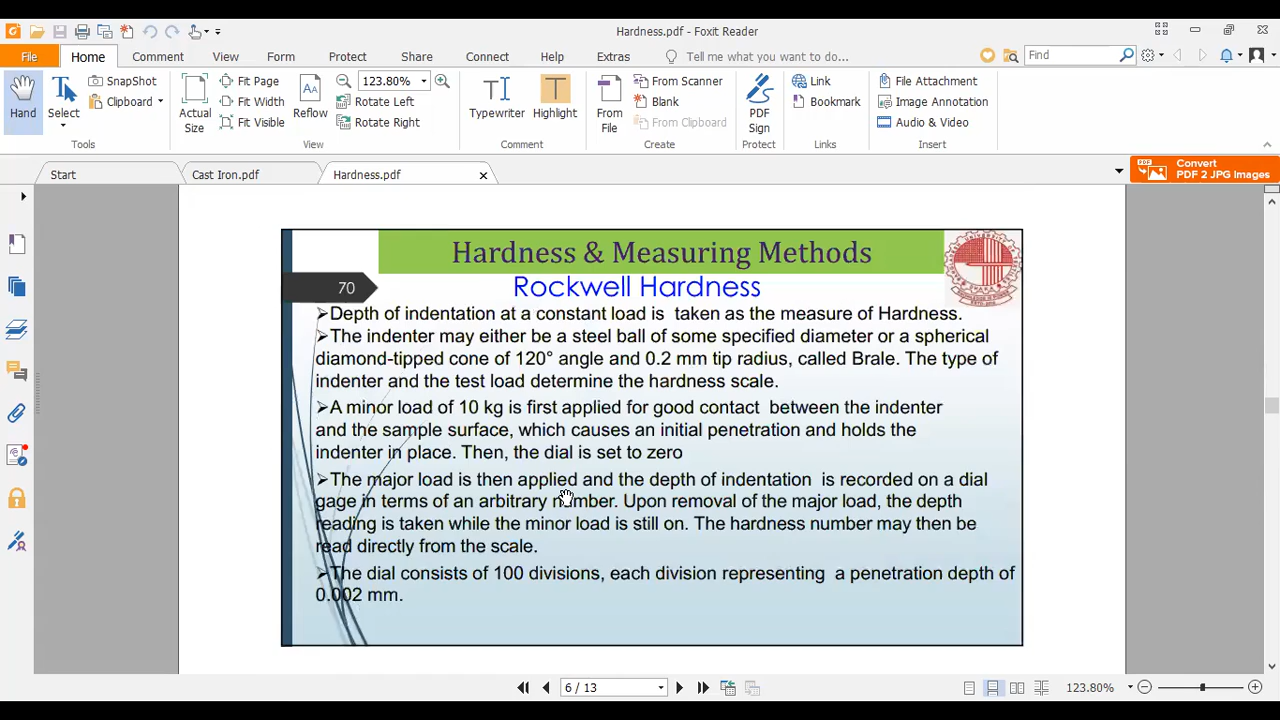 Hardness.pdf - Foxit Reader
File Home Comment View Form Protect Share Connect Help Extras Tell me what you want to do... Find
Hand
Select
SnapShot
Clipboard
Actual
Size
Fit Page
Fit Width
Fit Visible
Reflow
123.80%
Rotate Left
Rotate Right
Typewriter
Highlight
From
File
From Scanner
Blank
From Clipboard
PDF
Sign
Link
Bookmark
File Attachment
Image Annotation
Audio & Video
Tools View Comment Create Protect Links Insert
Start Cast Iron.pdf Hardness.pdf
PDF
Convert
PDF 2 JPG Images
Hardness & Measuring Methods
70
Rockwell Hardness
➢Depth of indentation at a constant load is taken as the measure of Hardness.
➢The indenter may either be a steel ball of some specified diameter or a spherical
diamond-tipped cone of 120° angle and 0.2 mm tip radius, called Brale. The type of
indenter and the test load determine the hardness scale.
➢A minor load of 10 kg is first applied for good contact between the indenter
and the sample surface, which causes an initial penetration and holds the
indenter in place. Then, the dial is set to zero
➢The major load is then applied and the depth of indentation is recorded on a dial
gage in terms of an arbitrary number. Upon removal of the major load, the depth
reading is taken while the minor load is still on. The hardness number may then be
read directly from the scale.
➢The dial consists of 100 divisions, each division representing a penetration depth of
0.002 mm.
6 / 13
123.80%